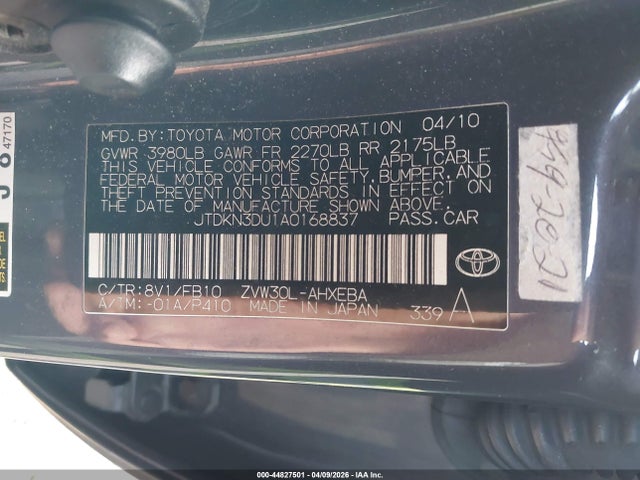 47170
MFD. BY: TOYOTA MOTOR CORPORATION 04/10
GVWR 3980LB GAWR FR 2270LB RR 2175LB
THIS VEHICLE CONFORMS TO ALL APPLICABLE
FEDERAL MOTOR VEHICLE SAFETY, BUMPER, AND
THEFT PREVENTION STANDARDS IN EFFECT ON
THE DATE OF MANUFACTURE SHOWN ABOVE.
JTDKN3DU1A0168837 PASS.CAR
C/TR:8V1/FB10 ZVW30L-AHXEBA
A/TM:-01A/P410 MADE IN JAPAN 339 A
000-44827501 - 04/09/2026 - IAAI, Inc.